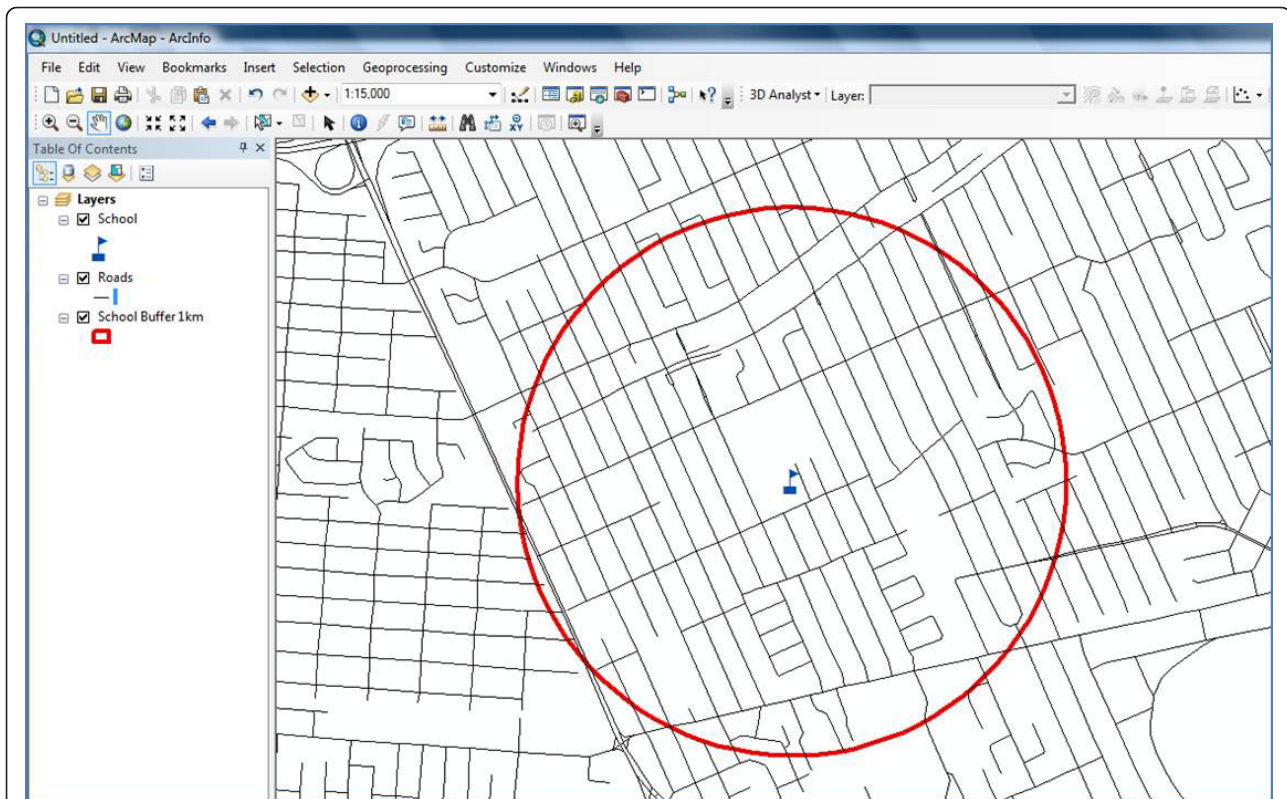 Untitled - ArcMap - ArcInfo
File Edit View Bookmarks Insert Selection Geoprocessing Customize Windows Help
1:15,000 3D Analyst Layer:
XY
Table Of Contents
Layers
School
Roads
School Buffer 1km